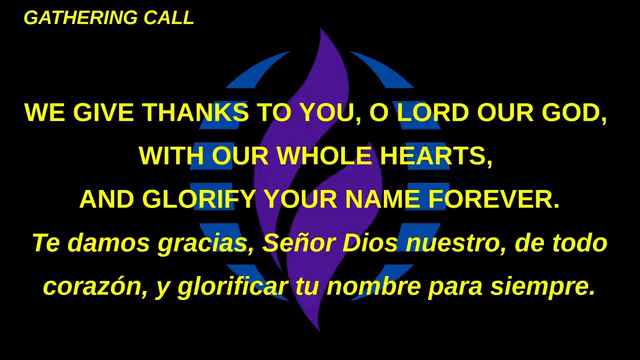 GATHERING CALL
WE GIVE THANKS TO YOU, O LORD OUR GOD,
WITH OUR WHOLE HEARTS,
AND GLORIFY YOUR NAME FOREVER.
Te damos gracias, Señor Dios nuestro, de todo
corazón, y glorificar tu nombre para siempre.